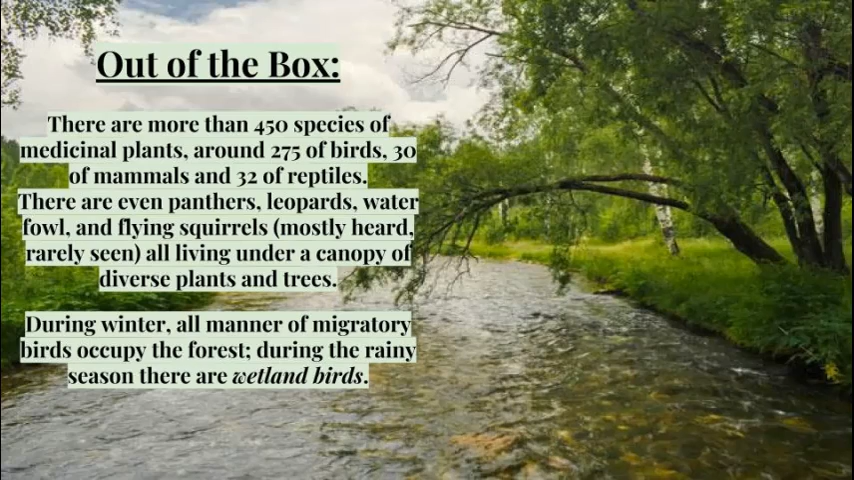 Out of the Box:
There are more than 450 species of
medicinal plants, around 275 of birds, 30
of mammals and 32 of reptiles.
There are even panthers, leopards, water
fowl, and flying squirrels (mostly heard,
rarely seen) all living under a canopy of
diverse plants and trees.
During winter, all manner of migratory
birds occupy the forest; during the rainy
season there are wetland birds.